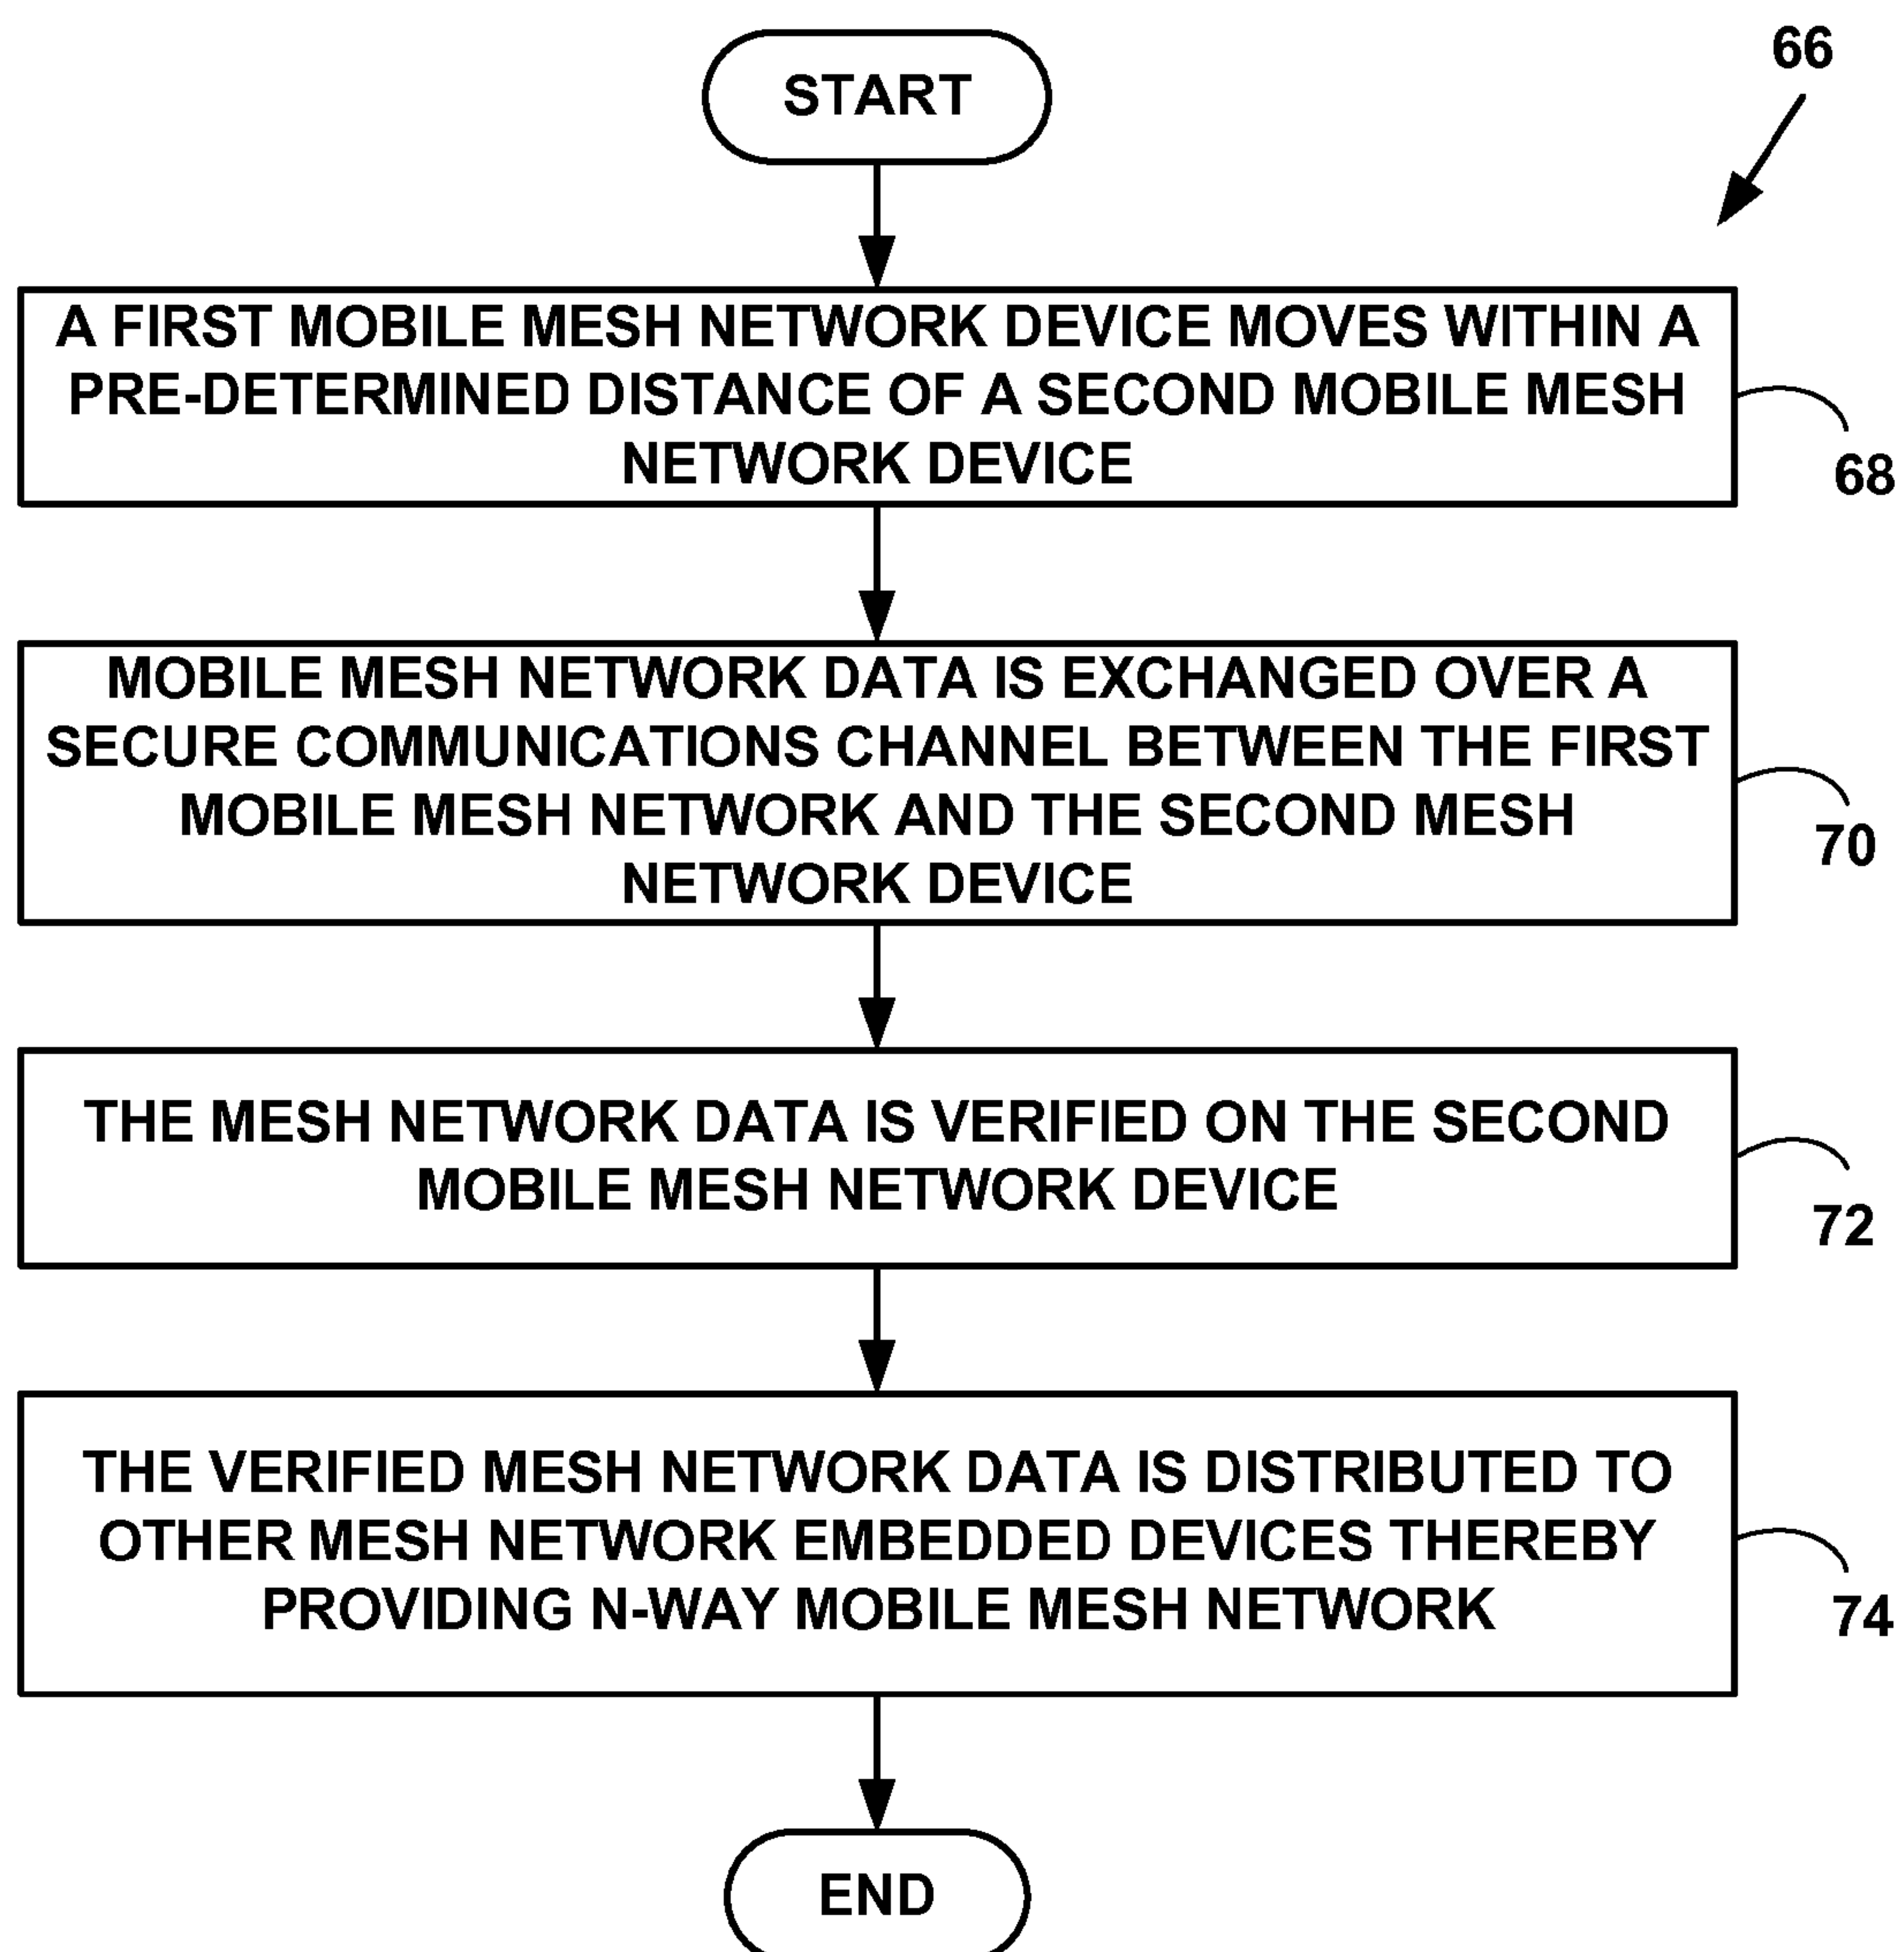 START
66
A FIRST MOBILE MESH NETWORK DEVICE MOVES WITHIN A
PRE-DETERMINED DISTANCE OF A SECOND MOBILE MESH
NETWORK DEVICE
68
MOBILE MESH NETWORK DATA IS EXCHANGED OVER A
SECURE COMMUNICATIONS CHANNEL BETWEEN THE FIRST
MOBILE MESH NETWORK AND THE SECOND MESH
NETWORK DEVICE
70
THE MESH NETWORK DATA IS VERIFIED ON THE SECOND
MOBILE MESH NETWORK DEVICE
72
THE VERIFIED MESH NETWORK DATA IS DISTRIBUTED TO
OTHER MESH NETWORK EMBEDDED DEVICES THEREBY
PROVIDING N-WAY MOBILE MESH NETWORK
74
END